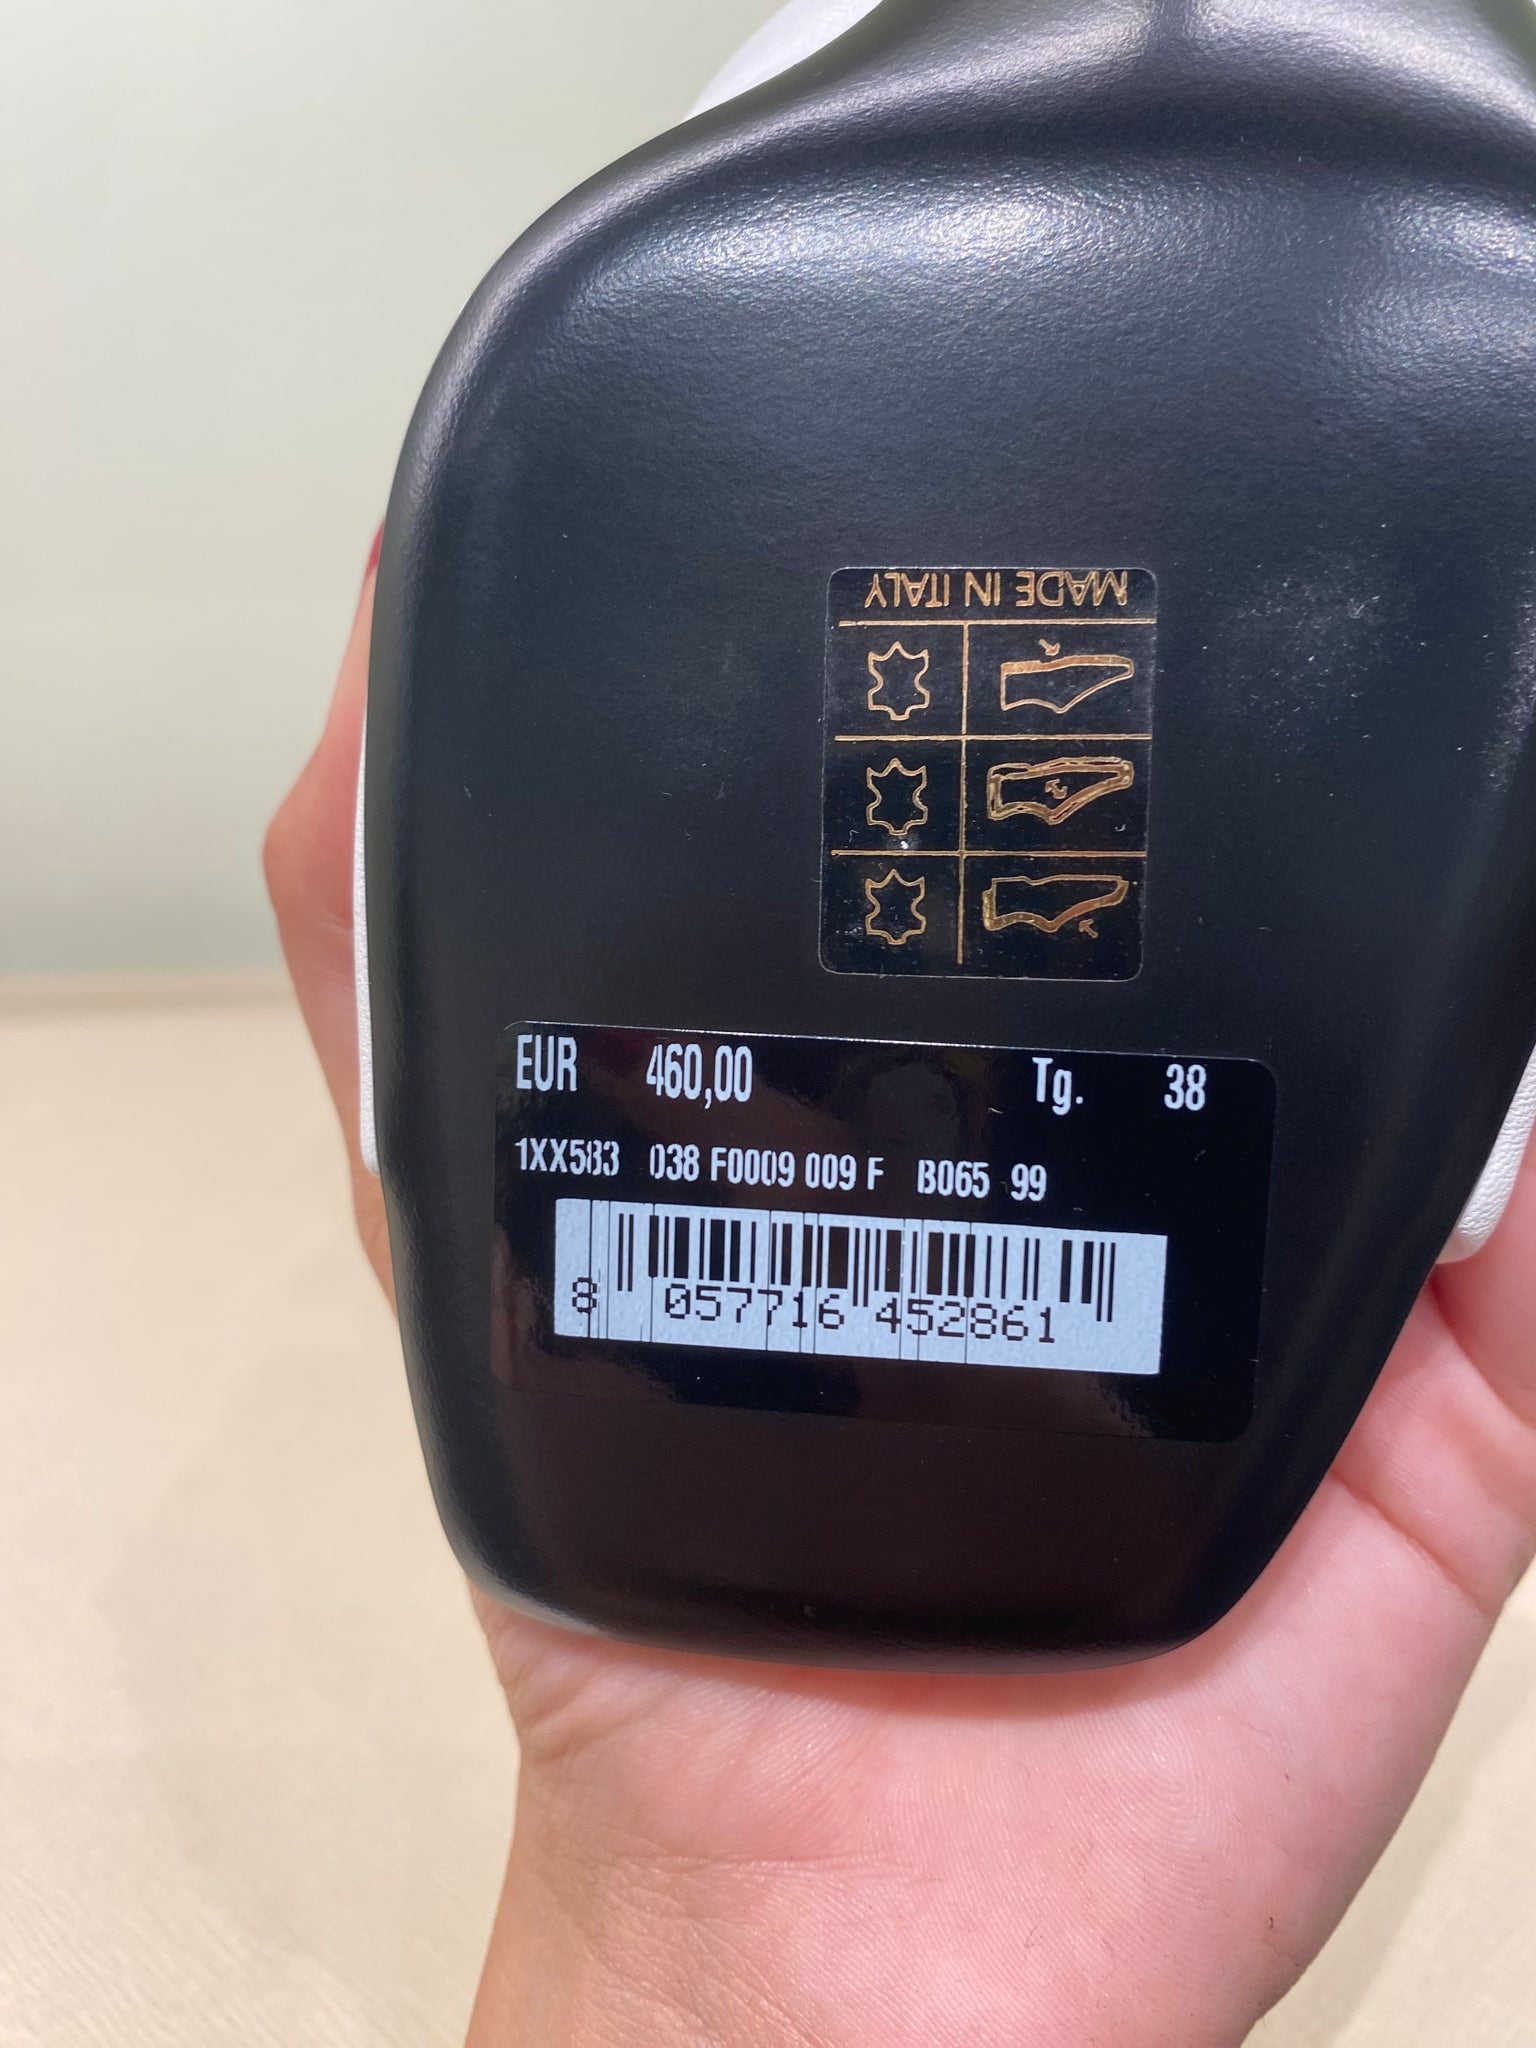 MADE IN ITALY
EUR 460,00 Tg. 38
1XX583 038 F0009 009 F B065 99
8 057716 452861